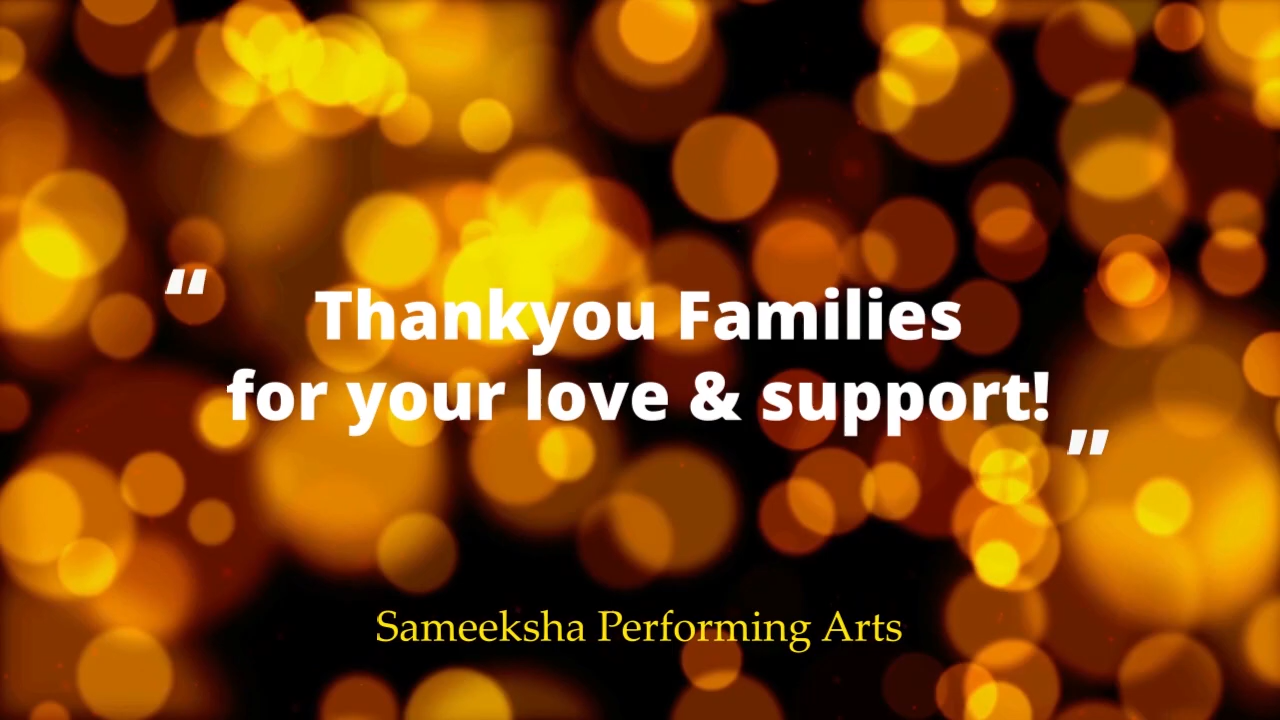 “ Thankyou Families
for your love & support! ”
Sameeksha Performing Arts